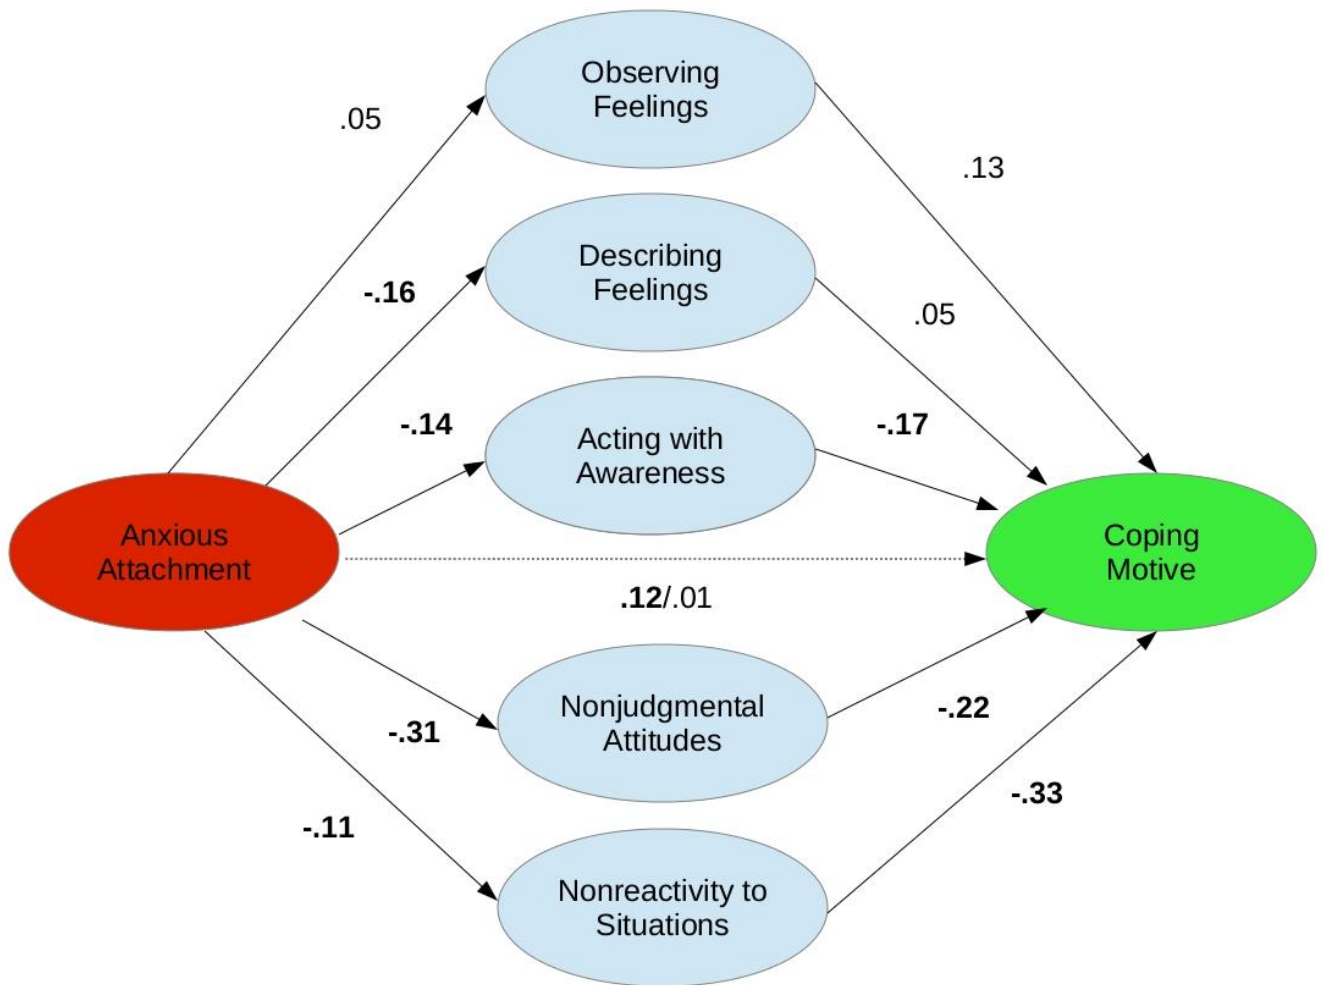 Observing
Feelings
.05
.13
Describing
Feelings
-.16
.05
Acting with
Awareness
-.14
-.17
Anxious
Attachment
Coping
Motive
.12/.01
Nonjudgmental
Attitudes
-.31
-.22
-.11
-.33
Nonreactivity to
Situations